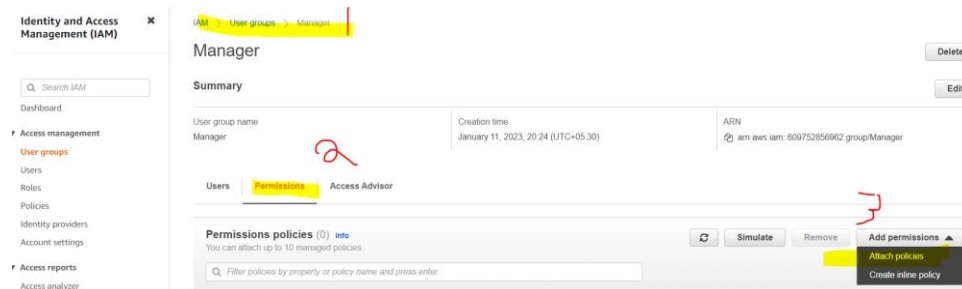 Identity and Access Management (IAM) ✖
Search IAM
Dashboard
Access management
User groups
Users
Roles
Policies
Identity providers
Account settings
Access reports
Access analyzer
IAM > User groups > Manager
1
Manager
Delete
Summary
Edit
User group name
Manager
Creation time
January 11, 2023, 20:24 (UTC+05:30)
ARN
arn:aws:iam::609752856962:group/Manager
2
Users Permissions Access Advisor
3
Permissions policies (0) Info
You can attach up to 10 managed policies.
Simulate Remove Add permissions
Filter policies by property or policy name and press enter.
Attach policies
Create inline policy